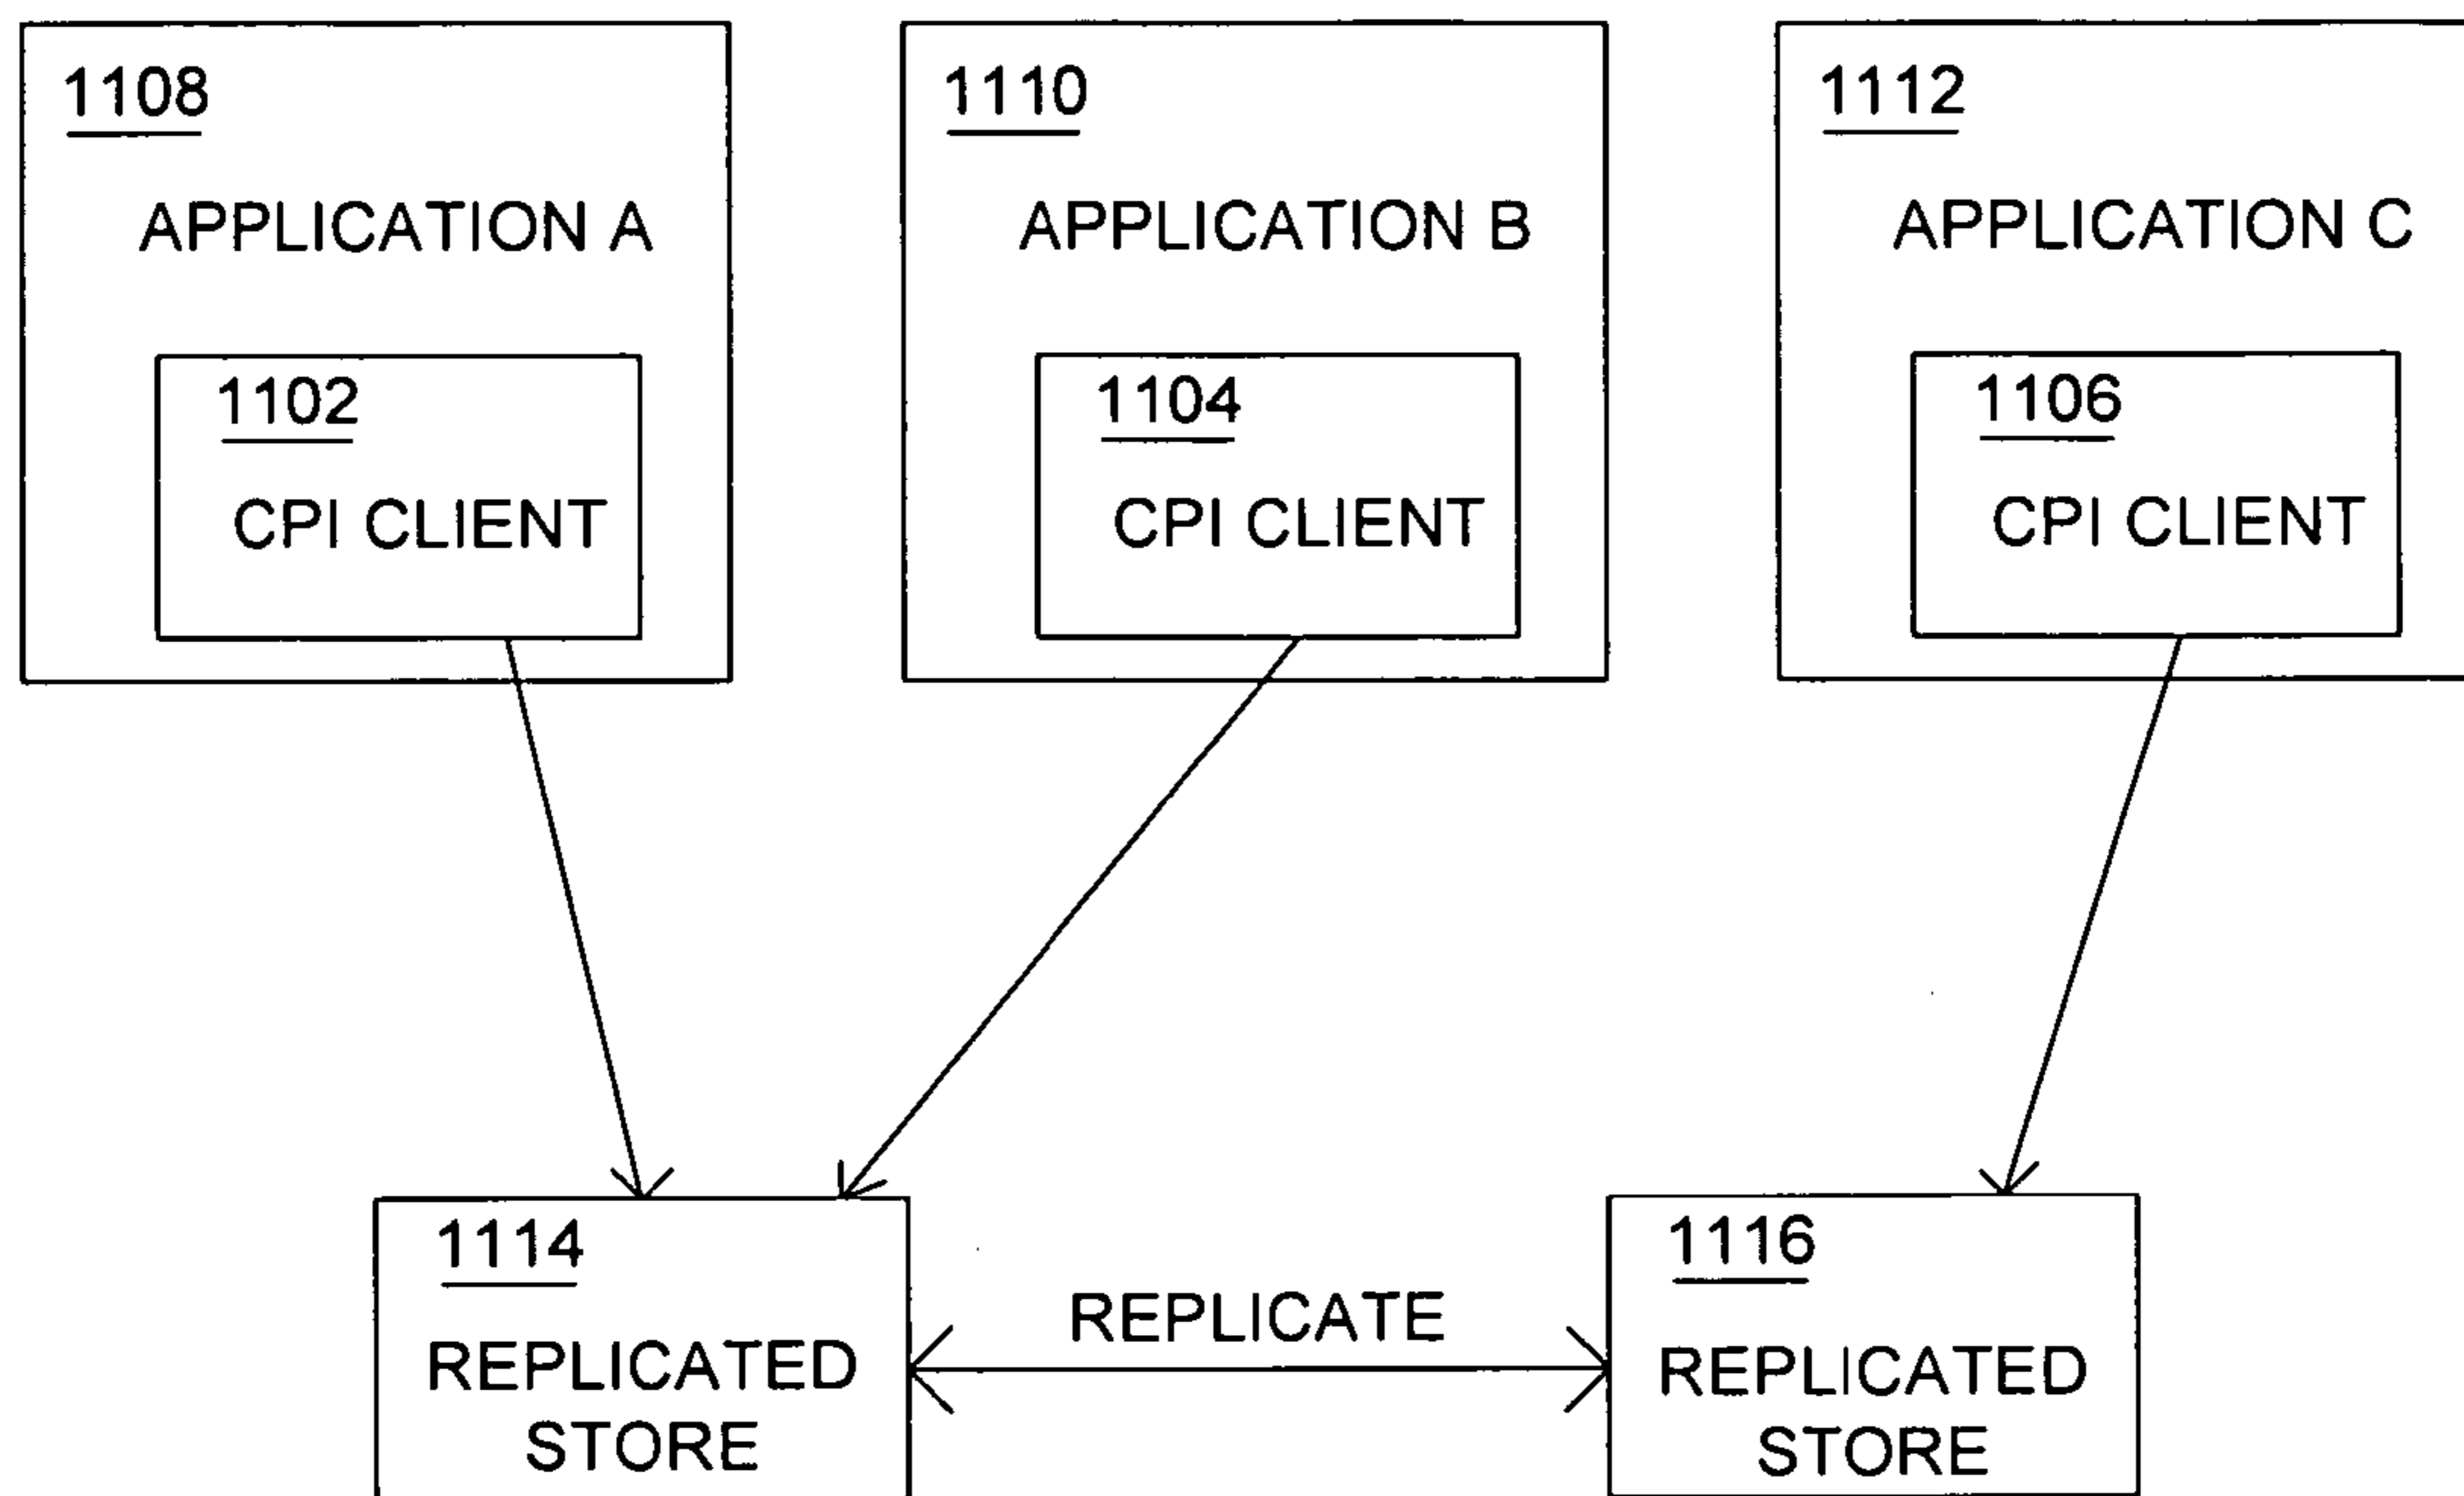 1108
1110
1112
APPLICATION A
APPLICATION B
APPLICATION C
1102
1104
1106
CPI CLIENT
CPI CLIENT
CPI CLIENT
1114
1116
REPLICATE
REPLICATED
STORE
REPLICATED
STORE